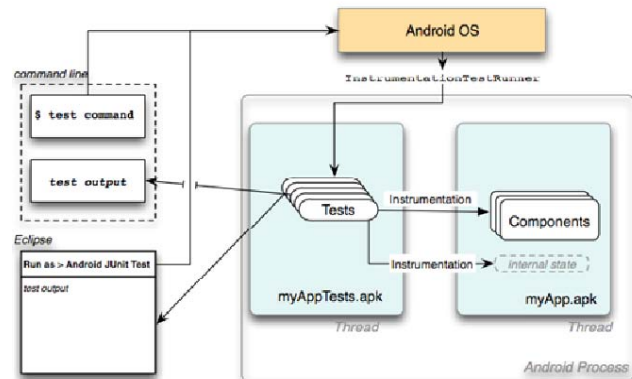 Android OS
command line
InstrumentationTestRunner
$ test command
test output
Tests
Instrumentation
Components
Eclipse
Run as > Android JUnit Test
test output
Instrumentation
internal state
myAppTests.apk
myApp.apk
Thread
Thread
Android Process